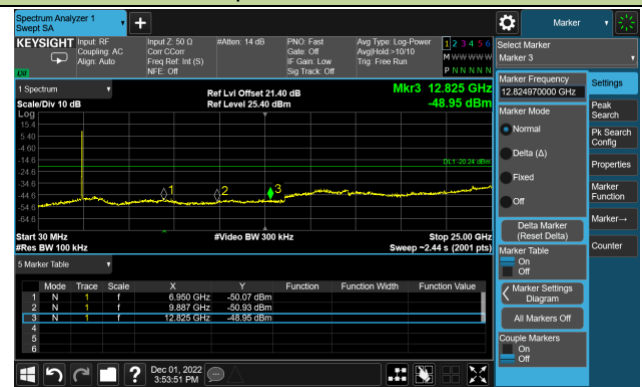 Spectrum Analyzer 1
Swept SA
Marker
KEYSIGHT
Input: RF
Coupling: AC
Align: Auto
Input Z: 50 Ω
Corr CCorr
Freq Ref: Int (S)
NFE: Off
#Atten: 14 dB
PNO: Fast
Gate: Off
IF Gain: Low
Sig Track: Off
Avg Type: Log-Power
Avg|Hold >10/10
Trig: Free Run
1 2 3 4 5 6
M W W W W W
P N N N N N
LXI
Select Marker
Marker 3
1 Spectrum
Scale/Div 10 dB
Log
Ref Lvl Offset 21.40 dB
Ref Level 25.40 dBm
Mkr3 12.825 GHz
-48.95 dBm
15.4
5.40
-4.60
-14.6
-24.6
-34.6
-44.6
-54.6
-64.6
DL1 -20.24 dBm
1
2
3
Start 30 MHz
#Res BW 100 kHz
#Video BW 300 kHz
Stop 25.00 GHz
Sweep ~2.44 s (2001 pts)
5 Marker Table
Mode Trace Scale X Y Function Function Width Function Value
1 N 1 f 6.950 GHz -50.07 dBm
2 N 1 f 9.887 GHz -50.93 dBm
3 N 1 f 12.825 GHz -48.95 dBm
4
5
6
Marker Frequency
12.824970000 GHz
Marker Mode
Normal
Delta (Δ)
Fixed
Off
Delta Marker
(Reset Delta)
Marker Table
On
Off
Marker Settings
Diagram
All Markers Off
Couple Markers
On
Off
Settings
Peak
Search
Pk Search
Config
Properties
Marker
Function
Marker→
Counter
?
Dec 01, 2022
3:53:51 PM